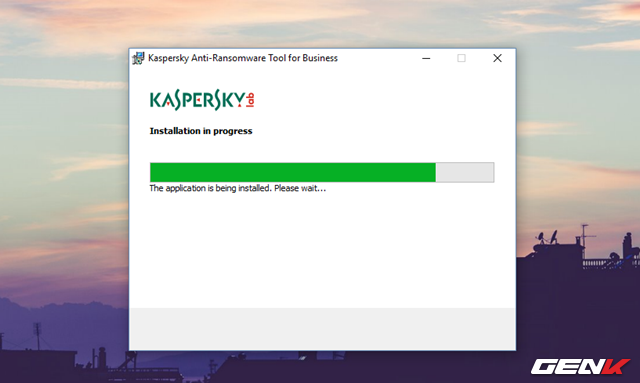 Kaspersky Anti-Ransomware Tool for Business
KASPERSKY lab
Installation in progress
The application is being installed. Please wait...
GENK